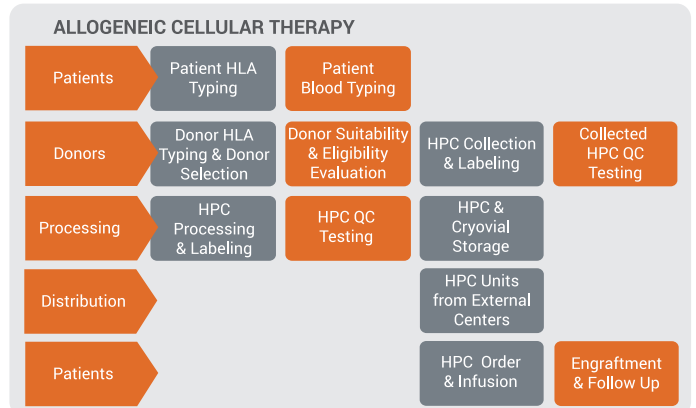 ALLOGENEIC CELLULAR THERAPY
Patients
Patient HLA
Typing
Patient
Blood Typing
Donors
Donor HLA
Typing & Donor
Selection
Donor Suitability
& Eligibility
Evaluation
HPC Collection
& Labeling
Collected
HPC QC
Testing
Processing
HPC
Processing
& Labeling
HPC QC
Testing
HPC &
Cryovial
Storage
Distribution
HPC Units
from External
Centers
Patients
HPC Order
& Infusion
Engraftment
& Follow Up